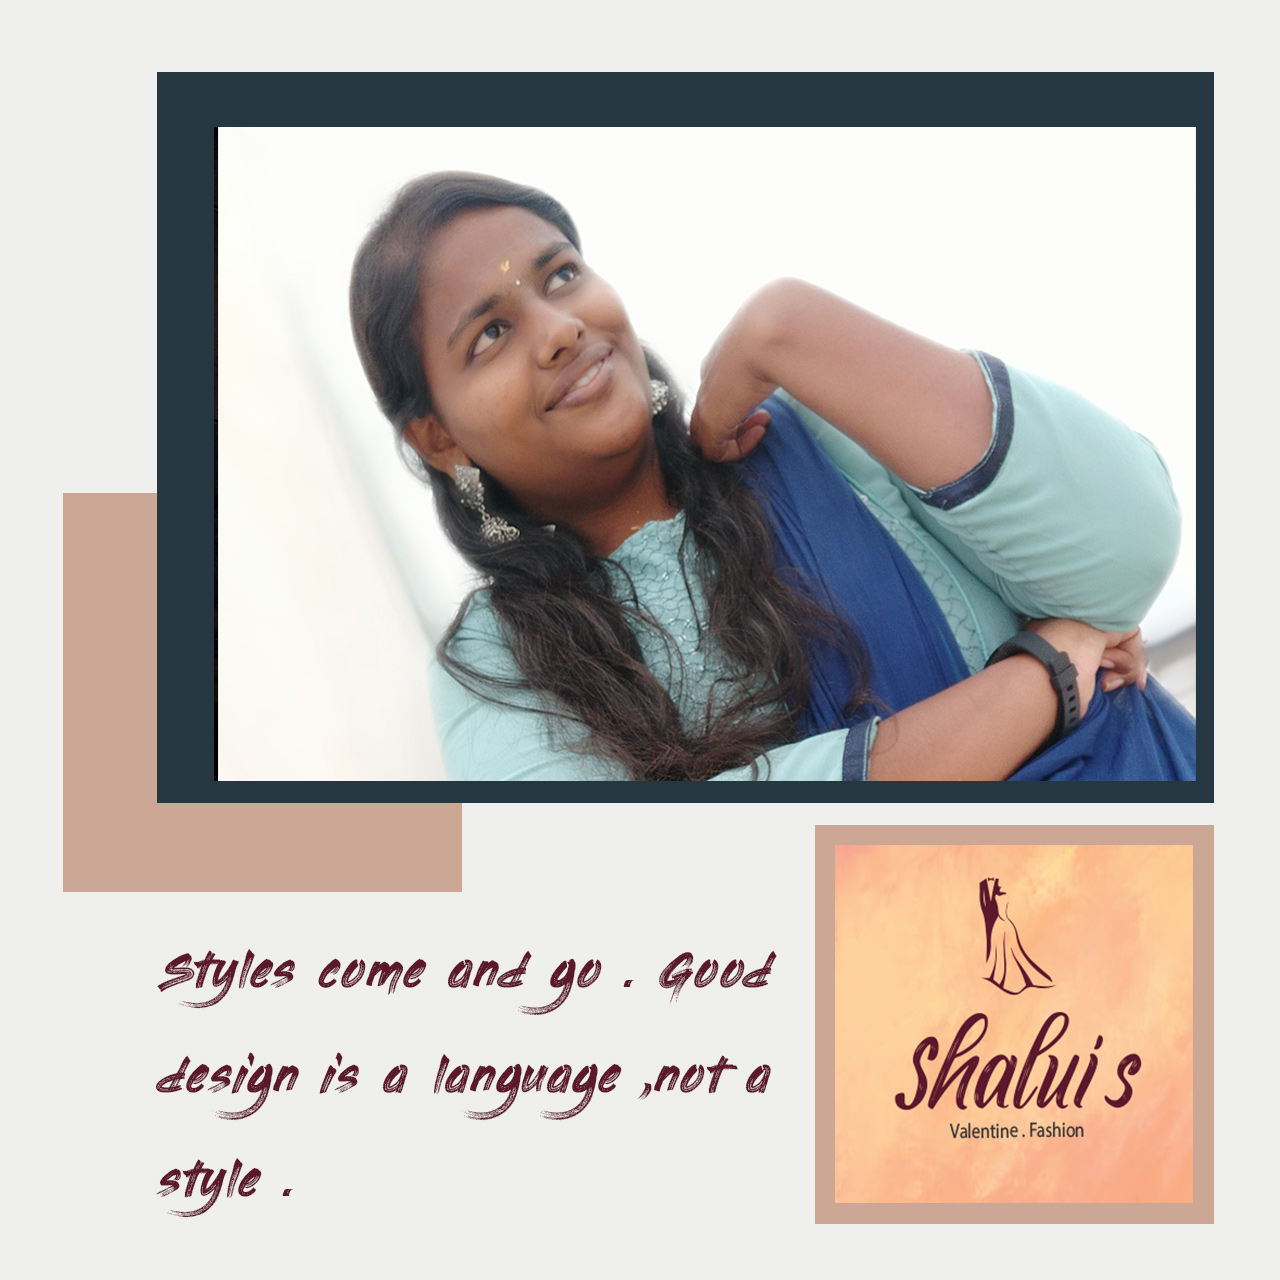 Styles come and go . Good
design is a language ,not a
style .
Shalui s
Valentine . Fashion